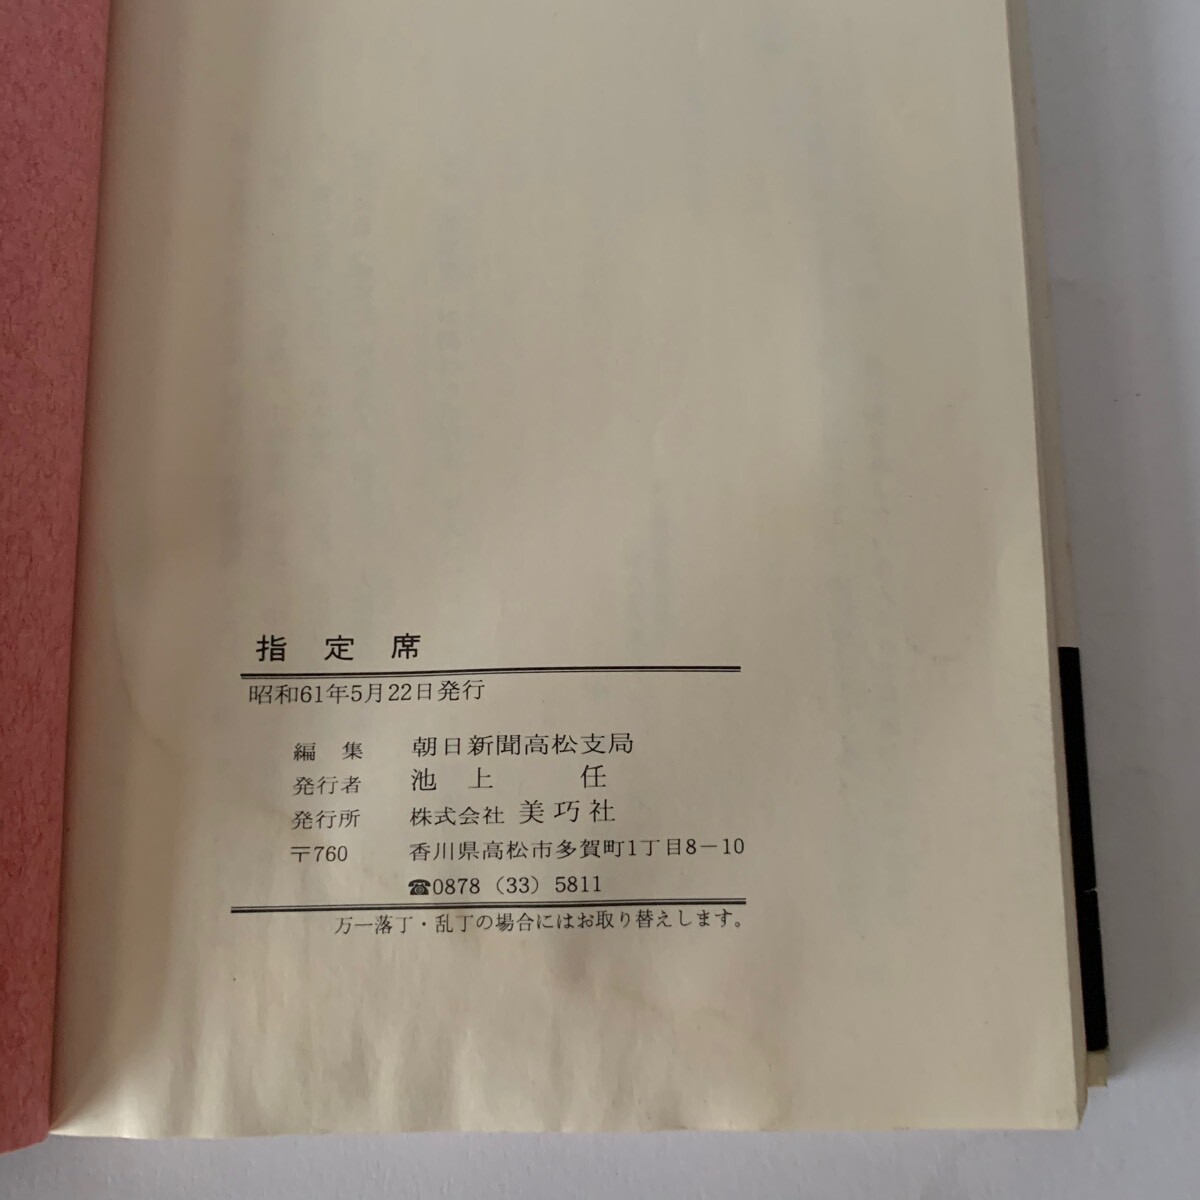 指定席
昭和61年5月22日発行
編集 朝日新聞高松支局
発行者 池上 任
発行所 株式会社 美巧社
〒760 香川県高松市多賀町1丁目8－10
☎0878（33）5811
万一落丁・乱丁の場合にはお取り替えします。